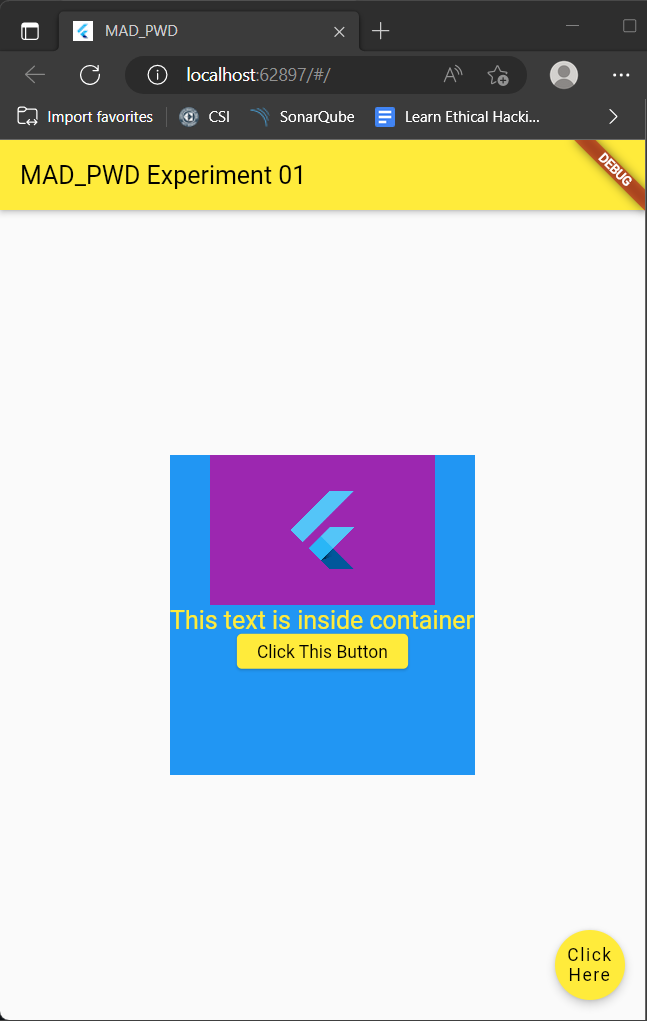 MAD_PWD
localhost:62897/#/
Import favorites
CSI
SonarQube
Learn Ethical Hacki...
MAD_PWD Experiment 01
DEBUG
This text is inside container
Click This Button
Click
Here